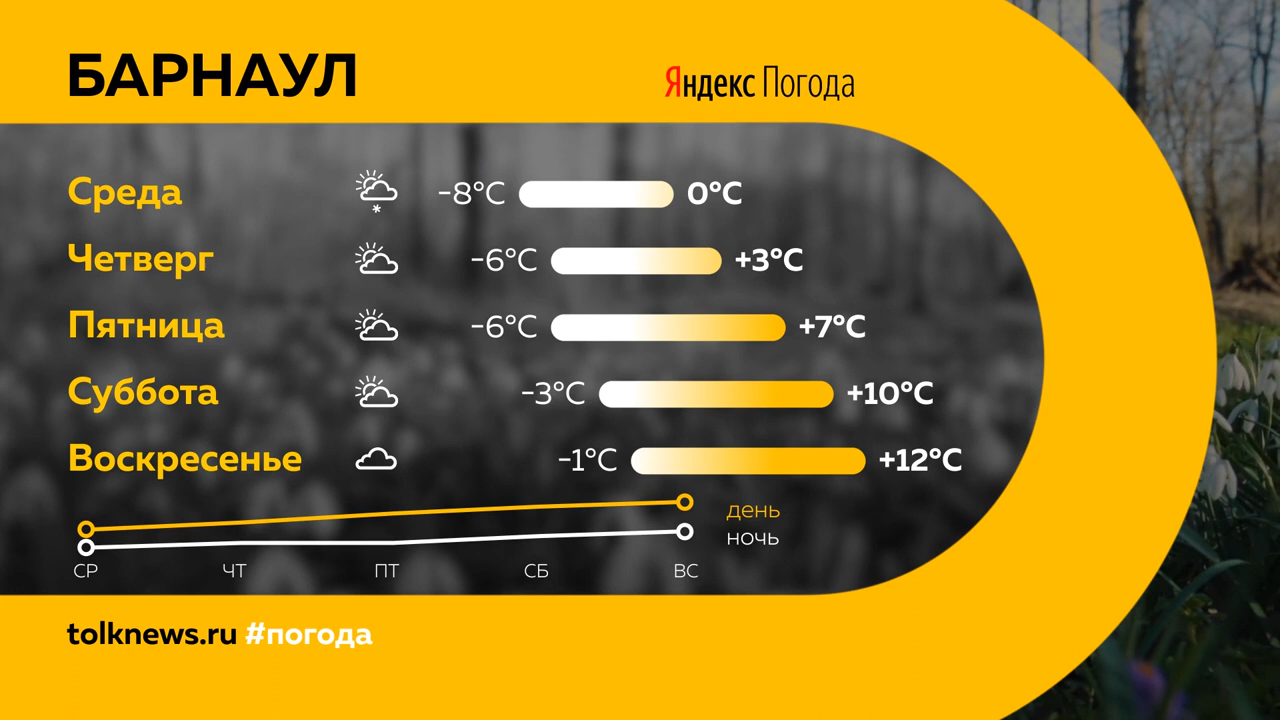 БАРНАУЛ
Яндекс Погода
Среда -8°C 0°C
Четверг -6°C +3°C
Пятница -6°C +7°C
Суббота -3°C +10°C
Воскресенье -1°C +12°C
день
ночь
СР ЧТ ПТ СБ ВС
tolknews.ru #погода